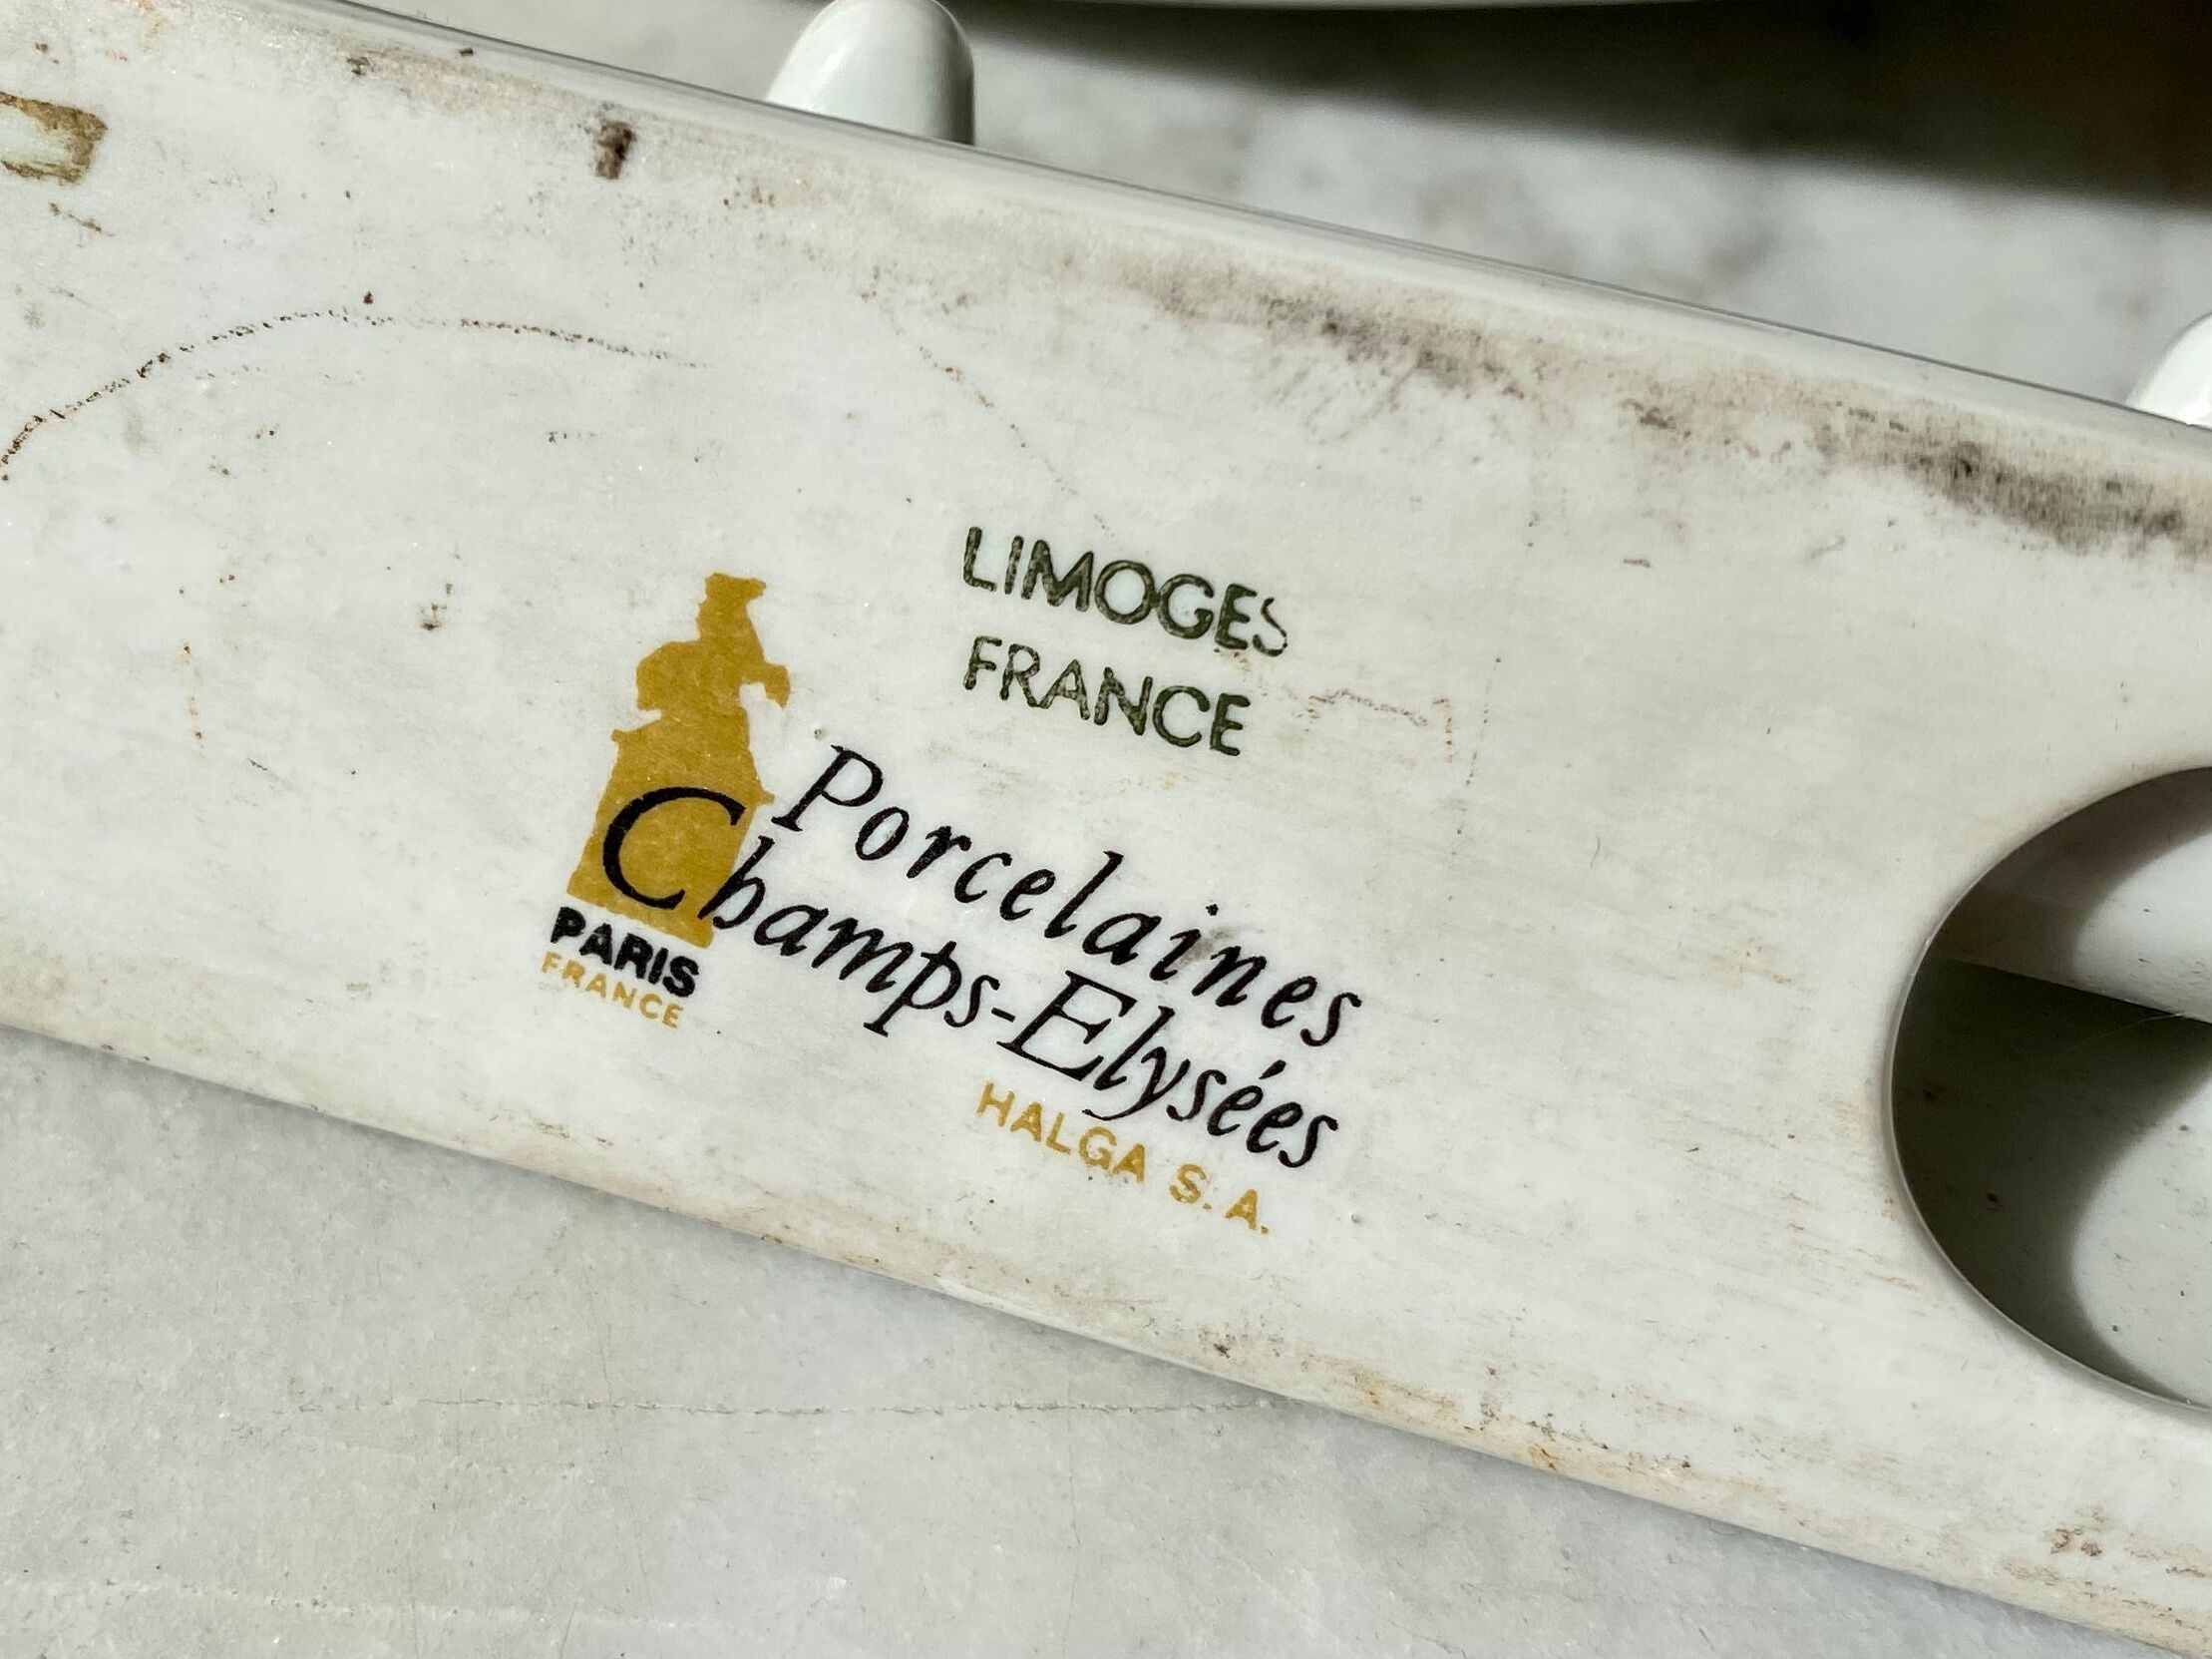 LIMOGES
FRANCE
Porcelaines
Champs-Elysées
HALGA S.A.
PARIS
FRANCE